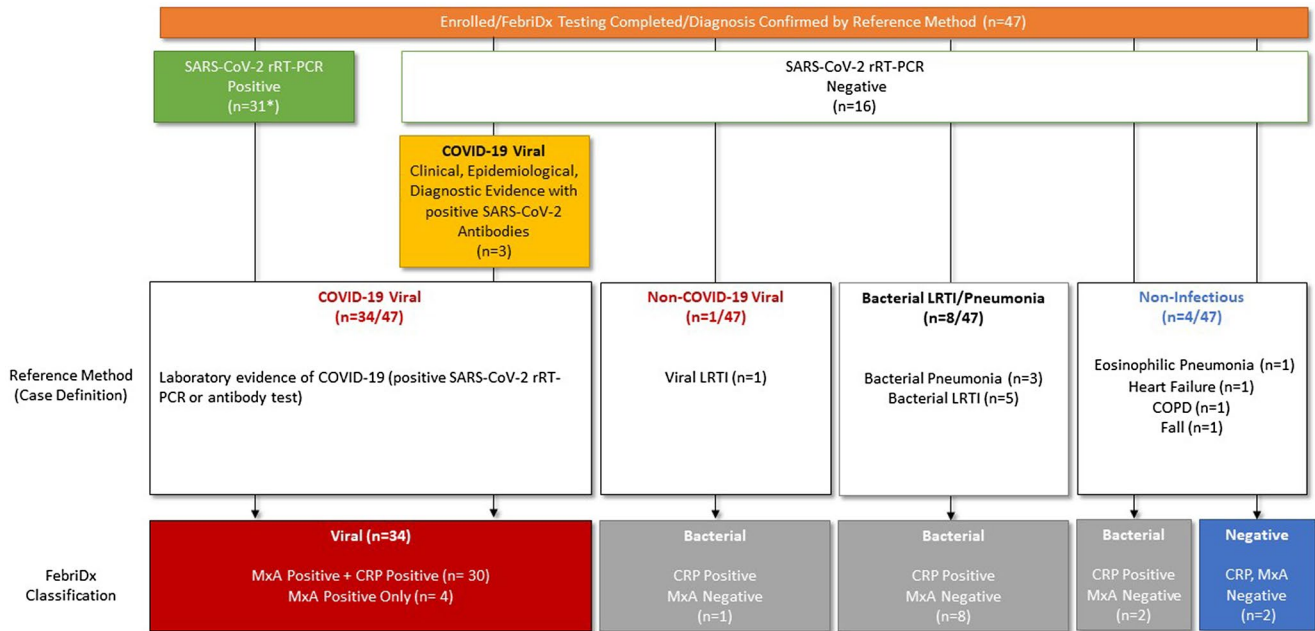 Enrolled/FebriDx Testing Completed/Diagnosis Confirmed by Reference Method (n=47)
SARS-CoV-2 rRT-PCR
Positive
(n=31*)
SARS-CoV-2 rRT-PCR
Negative
(n=16)
COVID-19 Viral
Clinical, Epidemiological,
Diagnostic Evidence with
positive SARS-CoV-2
Antibodies
(n=3)
Reference Method
(Case Definition)
COVID-19 Viral
(n=34/47)
Laboratory evidence of COVID-19 (positive SARS-CoV-2 rRT-
PCR or antibody test)
Non-COVID-19 Viral
(n=1/47)
Viral LRTI (n=1)
Bacterial LRTI/Pneumonia
(n=8/47)
Bacterial Pneumonia (n=3)
Bacterial LRTI (n=5)
Non-Infectious
(n=4/47)
Eosinophilic Pneumonia (n=1)
Heart Failure (n=1)
COPD (n=1)
Fall (n=1)
FebriDx
Classification
Viral (n=34)
MxA Positive + CRP Positive (n= 30)
MxA Positive Only (n= 4)
Bacterial
CRP Positive
MxA Negative
(n=1)
Bacterial
CRP Positive
MxA Negative
(n=8)
Bacterial
CRP Positive
MxA Negative
(n=2)
Negative
CRP, MxA
Negative
(n=2)